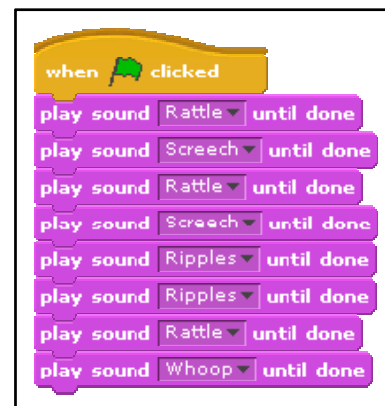 when clicked
play sound Rattle until done
play sound Screech until done
play sound Rattle until done
play sound Screech until done
play sound Ripples until done
play sound Ripples until done
play sound Rattle until done
play sound Whoop until done